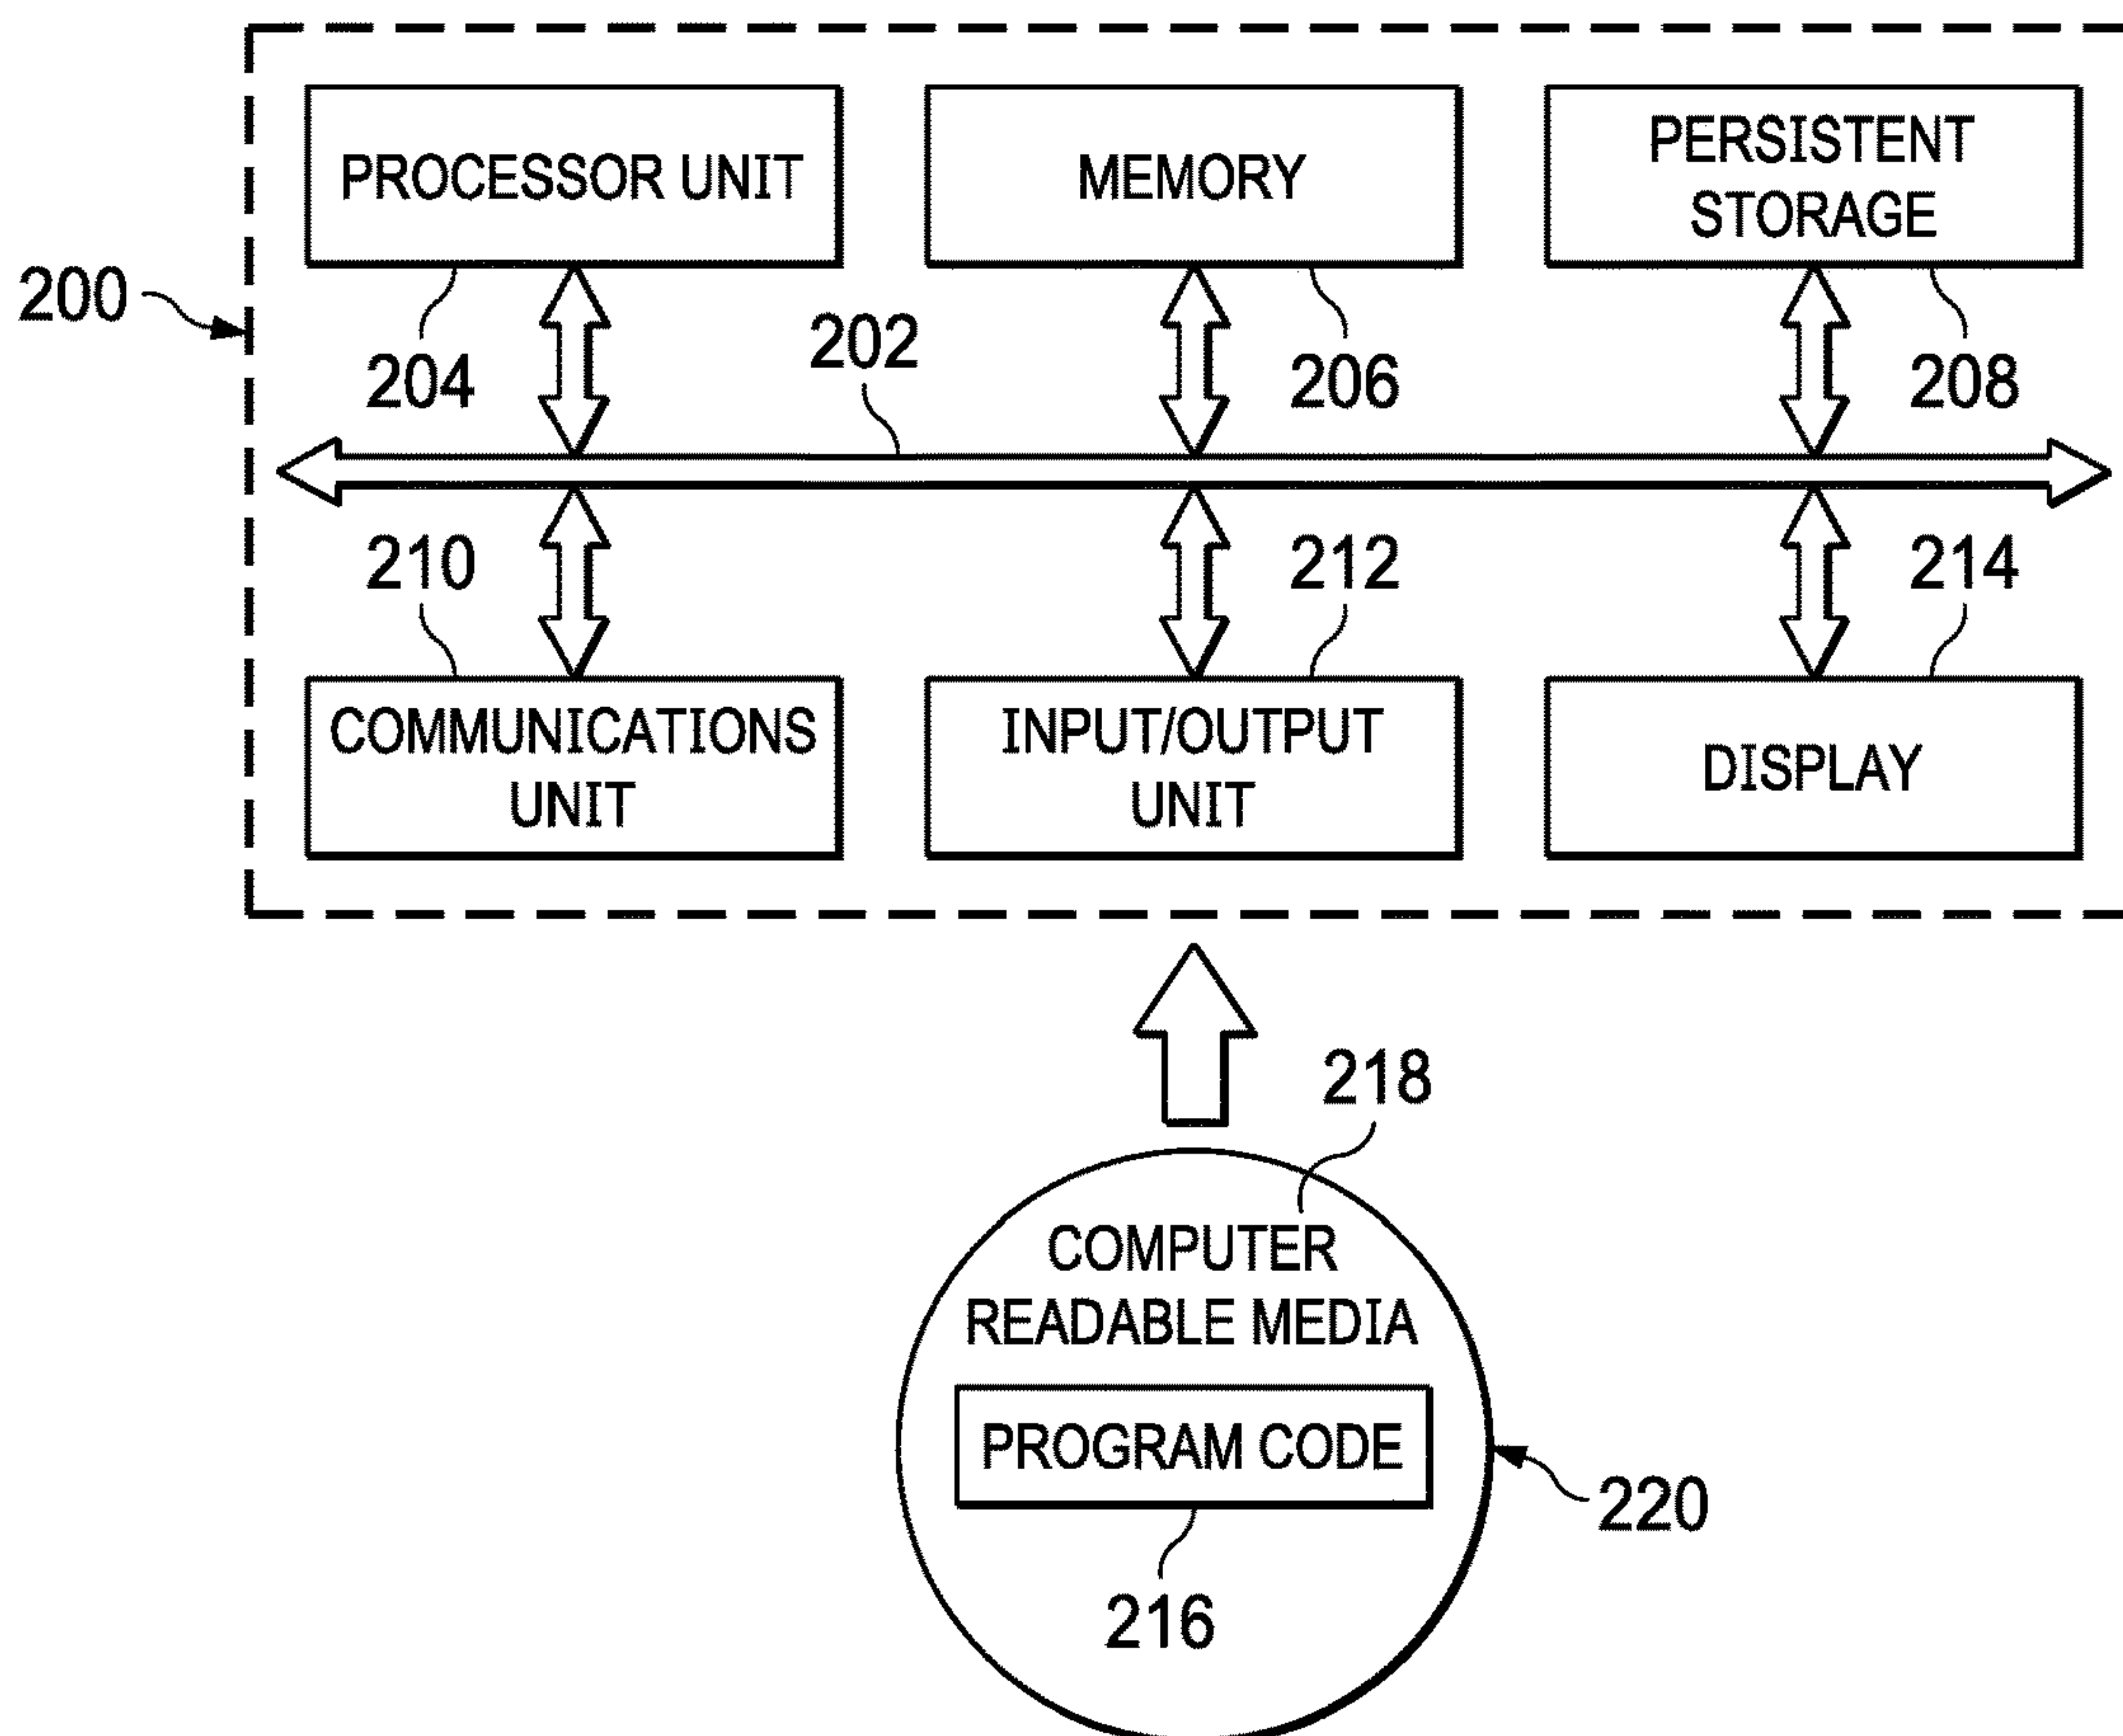 PROCESSOR UNIT
MEMORY
PERSISTENT
STORAGE
200
204
202
206
208
210
212
214
COMMUNICATIONS
UNIT
INPUT/OUTPUT
UNIT
DISPLAY
218
COMPUTER
READABLE MEDIA
PROGRAM CODE
220
216